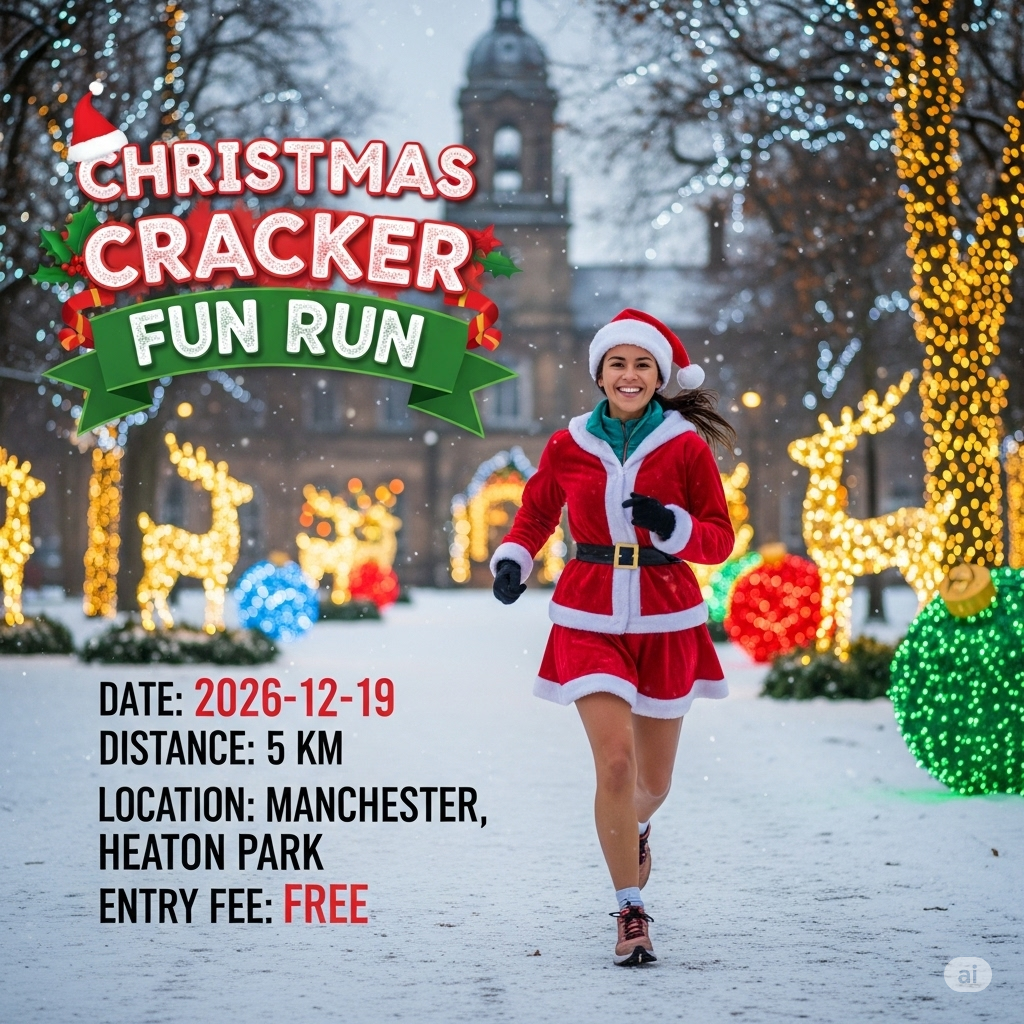 CHRISTMAS
CRACKER
FUN RUN
DATE: 2026-12-19
DISTANCE: 5 KM
LOCATION: MANCHESTER,
HEATON PARK
ENTRY FEE: FREE
ai